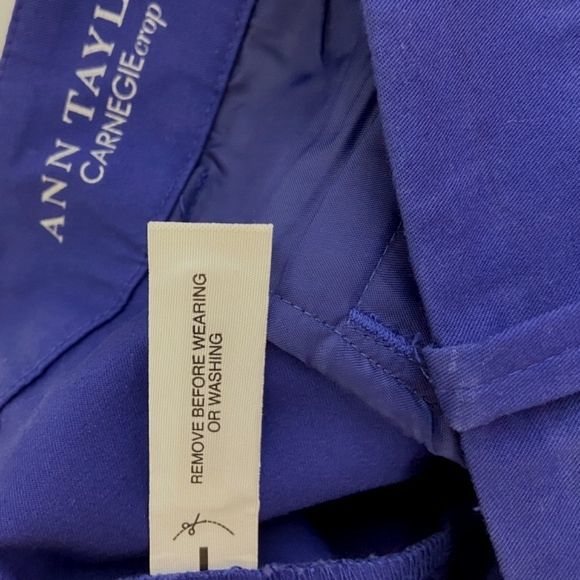 ANN TAYL
CARNEGIEcrop
REMOVE BEFORE WEARING
OR WASHING